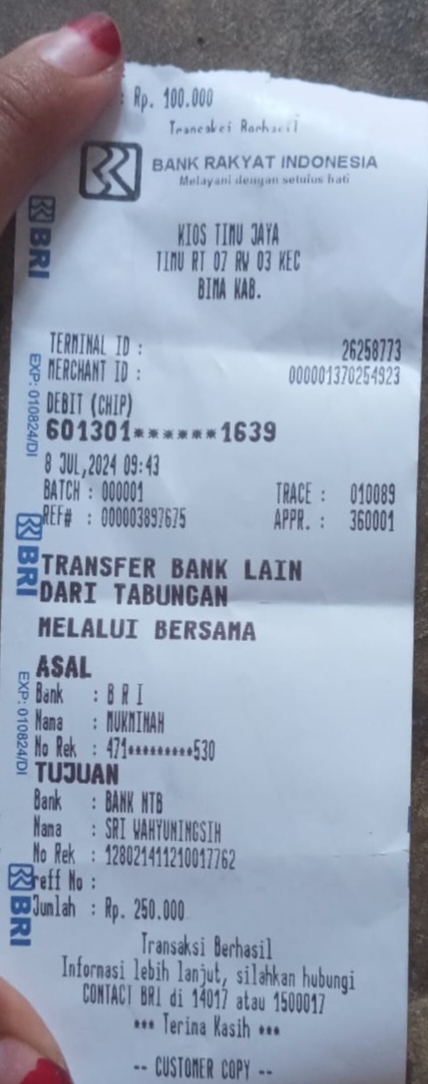 : Rp. 100.000
Transaksi Berhasil
BANK RAKYAT INDONESIA
Melayani dengan setulus hati
BRI
KIOS TIMU JAYA
TIMU RT 07 RW 03 KEC
BIMA KAB.
TERMINAL ID : 26258773
MERCHANT ID : 000001370254923
EXP: 010824/DI
DEBIT (CHIP)
601301******1639
8 JUL,2024 09:43
BATCH : 000001 TRACE : 010089
REF# : 000003897675 APPR. : 360001
BRI
TRANSFER BANK LAIN
DARI TABUNGAN
MELALUI BERSAMA
ASAL
Bank : B R I
Nama : MUKMINAH
No Rek : 471*********530
EXP: 010824/DI
TUJUAN
Bank : BANK NTB
Nama : SRI WAHYUNINGSIH
No Rek : 128021411210017762
reff No :
Jumlah : Rp. 250.000
BRI
Transaksi Berhasil
Informasi lebih lanjut, silahkan hubungi
CONTACT BRI di 14017 atau 1500017
*** Terima Kasih ***
-- CUSTOMER COPY --